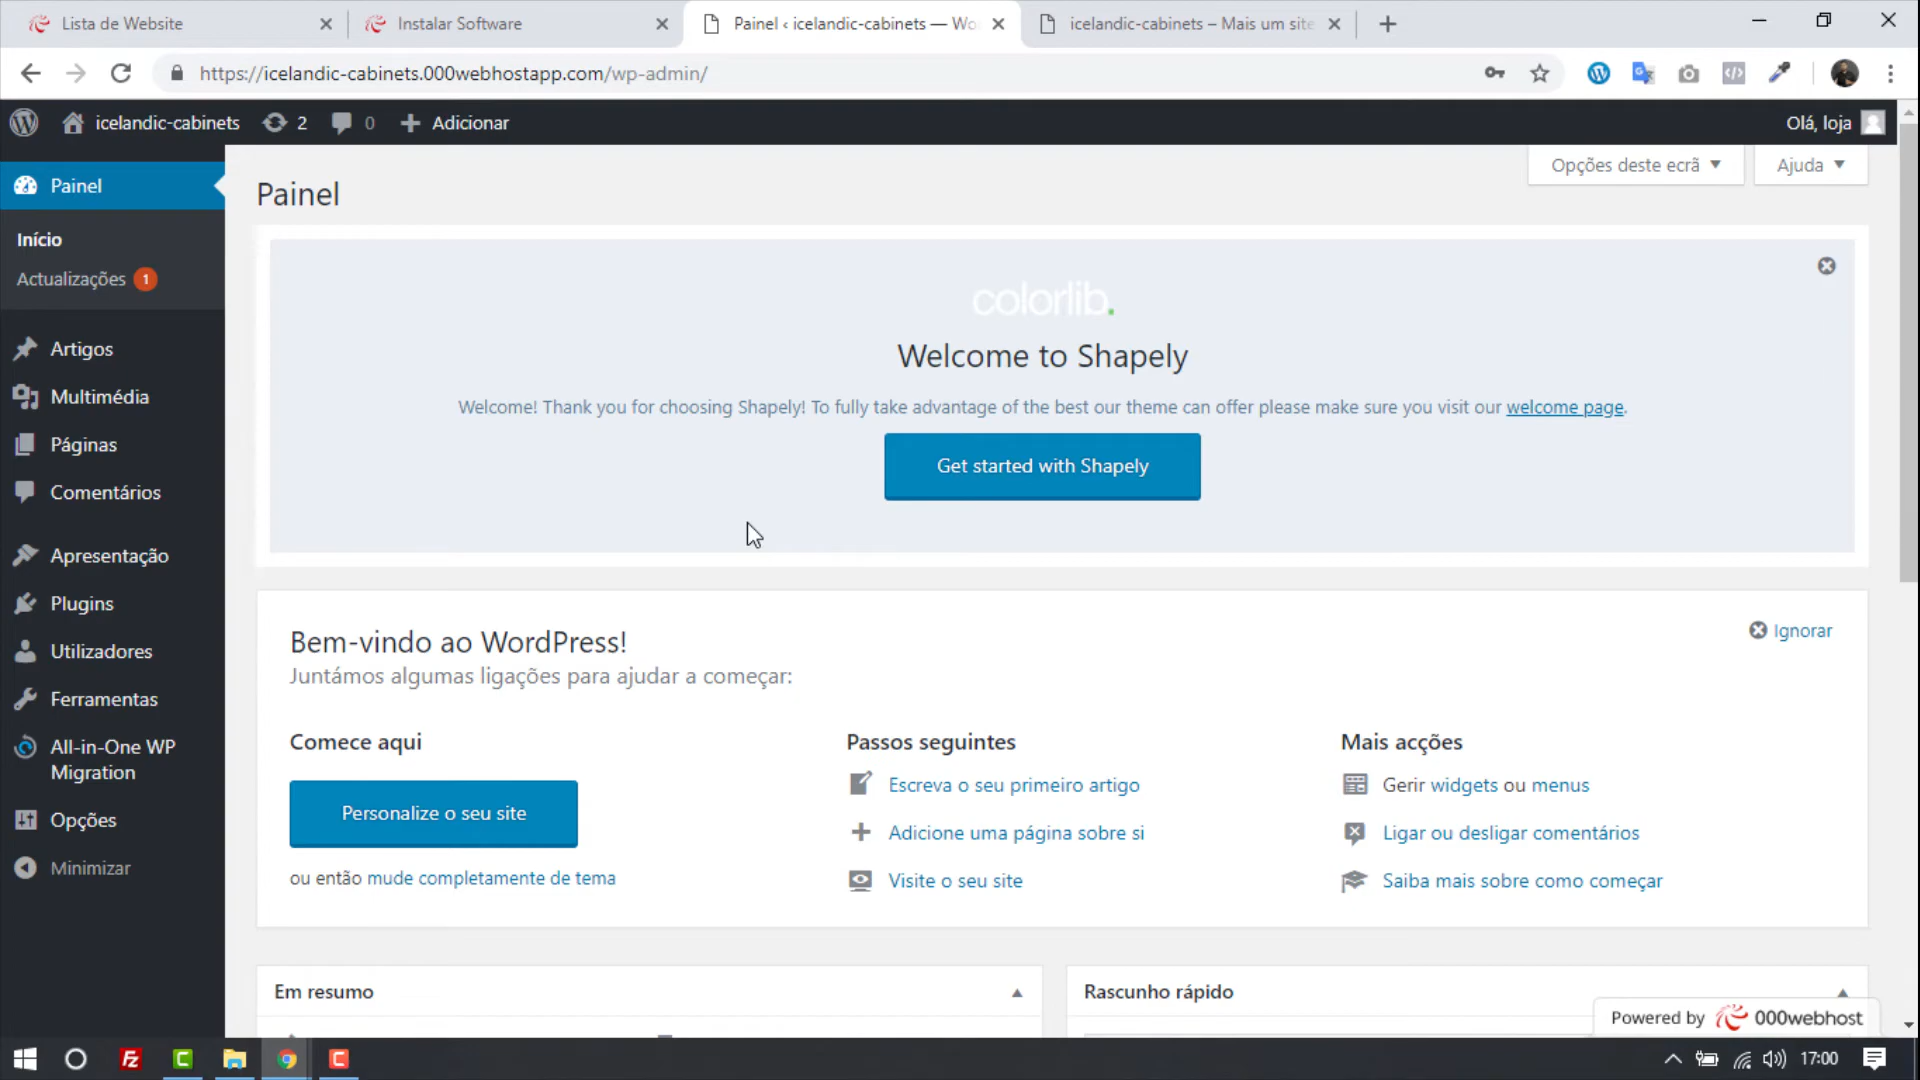 Lista de Website
Instalar Software
Painel ‹ icelandic-cabinets — Wo
icelandic-cabinets – Mais um site
https://icelandic-cabinets.000webhostapp.com/wp-admin/
icelandic-cabinets
2
0
Adicionar
Olá, loja
Opções deste ecrã
Ajuda
Painel
Início
Actualizações 1
Artigos
Multimédia
Páginas
Comentários
Apresentação
Plugins
Utilizadores
Ferramentas
All-in-One WP
Migration
Opções
Minimizar
Painel
colorlib.
Welcome to Shapely
Welcome! Thank you for choosing Shapely! To fully take advantage of the best our theme can offer please make sure you visit our welcome page.
Get started with Shapely
Bem-vindo ao WordPress!
Ignorar
Juntámos algumas ligações para ajudar a começar:
Comece aqui
Personalize o seu site
ou então mude completamente de tema
Passos seguintes
Escreva o seu primeiro artigo
Adicione uma página sobre si
Visite o seu site
Mais acções
Gerir widgets ou menus
Ligar ou desligar comentários
Saiba mais sobre como começar
Em resumo
Rascunho rápido
Powered by 000webhost
Fz
C
C
17:00